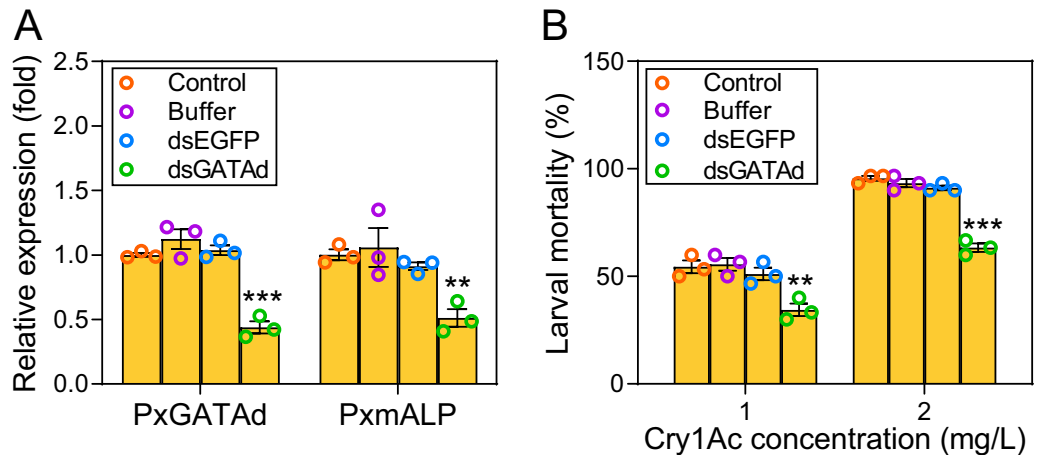 A
Relative expression (fold)
2.5
2.0
1.5
1.0
0.5
0.0
Control
Buffer
dsEGFP
dsGATAd
***
**
PxGATAd
PxmALP
B
Larval mortality (%)
150
100
50
0
Control
Buffer
dsEGFP
dsGATAd
**
***
1
2
Cry1Ac concentration (mg/L)